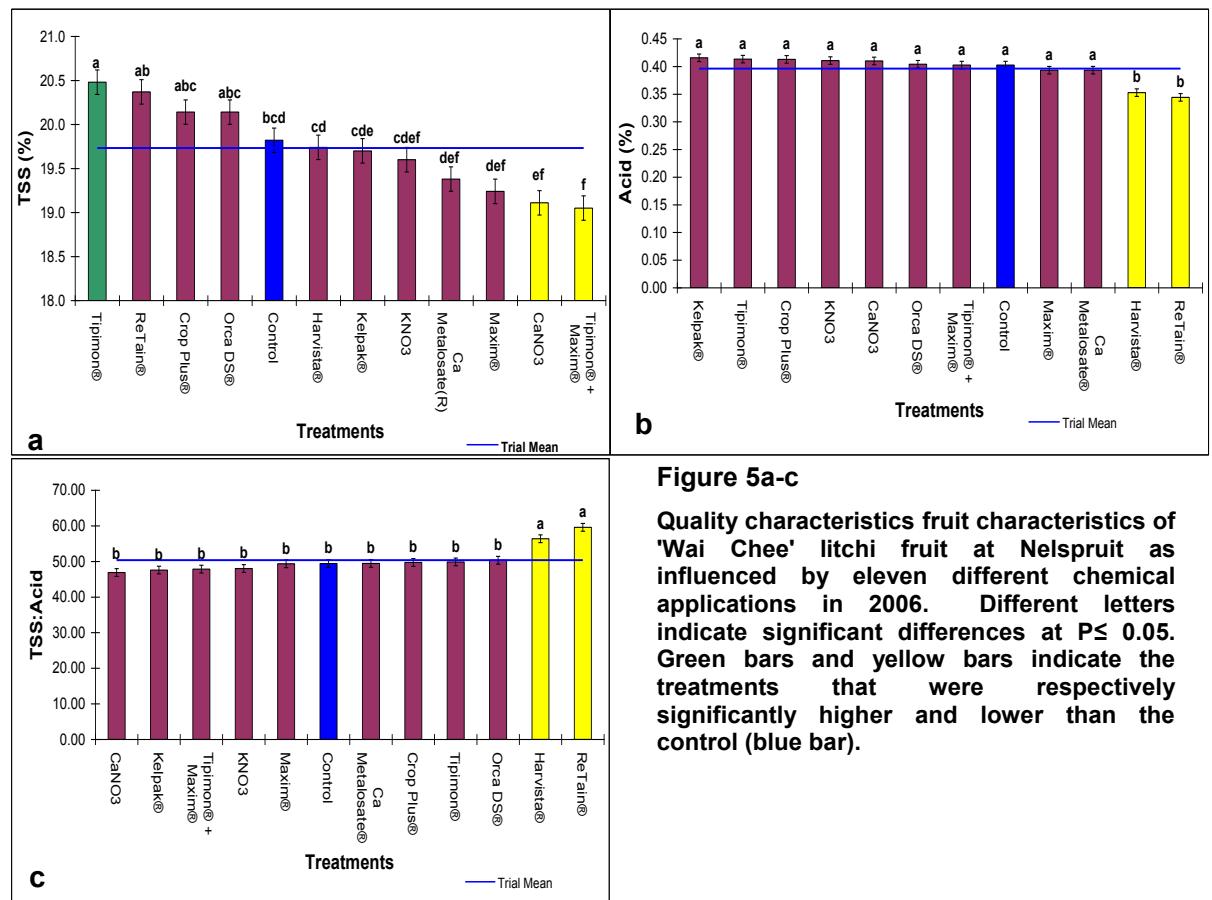 21.0
20.5
20.0
19.5
19.0
18.5
18.0
TSS (%)
a
ab
abc
abc
bcd
cd
cde
cdef
def
def
ef
f
Tipimon®
ReTain®
Crop Plus®
Orca DS®
Control
Harvista®
Kelpak®
KNO3
Ca
Metalosate(R)
Maxim®
CaNO3
Tipimon® +
Maxim®
Treatments
Trial Mean
a
0.45
0.40
0.35
0.30
0.25
0.20
0.15
0.10
0.05
0.00
Acid (%)
a
a
a
a
a
a
a
a
a
a
b
b
Kelpak®
Tipimon®
Crop Plus®
KNO3
CaNO3
Orca DS®
Tipimon® +
Maxim®
Control
Maxim®
Ca
Metalosate®
Harvista®
ReTain®
Treatments
Trial Mean
b
70.00
60.00
50.00
40.00
30.00
20.00
10.00
0.00
TSS:Acid
b
b
b
b
b
b
b
b
b
b
a
a
CaNO3
Kelpak®
Tipimon® +
Maxim®
KNO3
Maxim®
Control
Ca
Metalosate®
Crop Plus®
Tipimon®
Orca DS®
Harvista®
ReTain®
Treatments
Trial Mean
c
Figure 5a-c
Quality characteristics fruit characteristics of
'Wai Chee' litchi fruit at Nelspruit as
influenced by eleven different chemical
applications in 2006. Different letters
indicate significant differences at P≤ 0.05.
Green bars and yellow bars indicate the
treatments that were respectively
significantly higher and lower than the
control (blue bar).